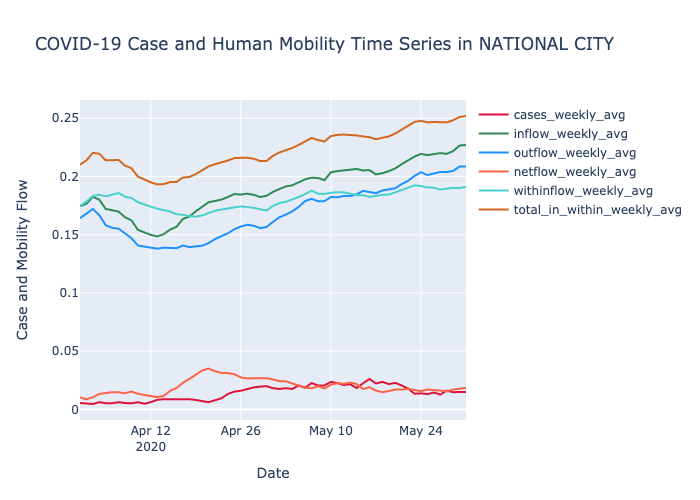 COVID-19 Case and Human Mobility Time Series in NATIONAL CITY
Case and Mobility Flow
0.25
0.2
0.15
0.1
0.05
0
Apr 12
2020
Apr 26
May 10
May 24
Date
cases_weekly_avg
inflow_weekly_avg
outflow_weekly_avg
netflow_weekly_avg
withinflow_weekly_avg
total_in_within_weekly_avg